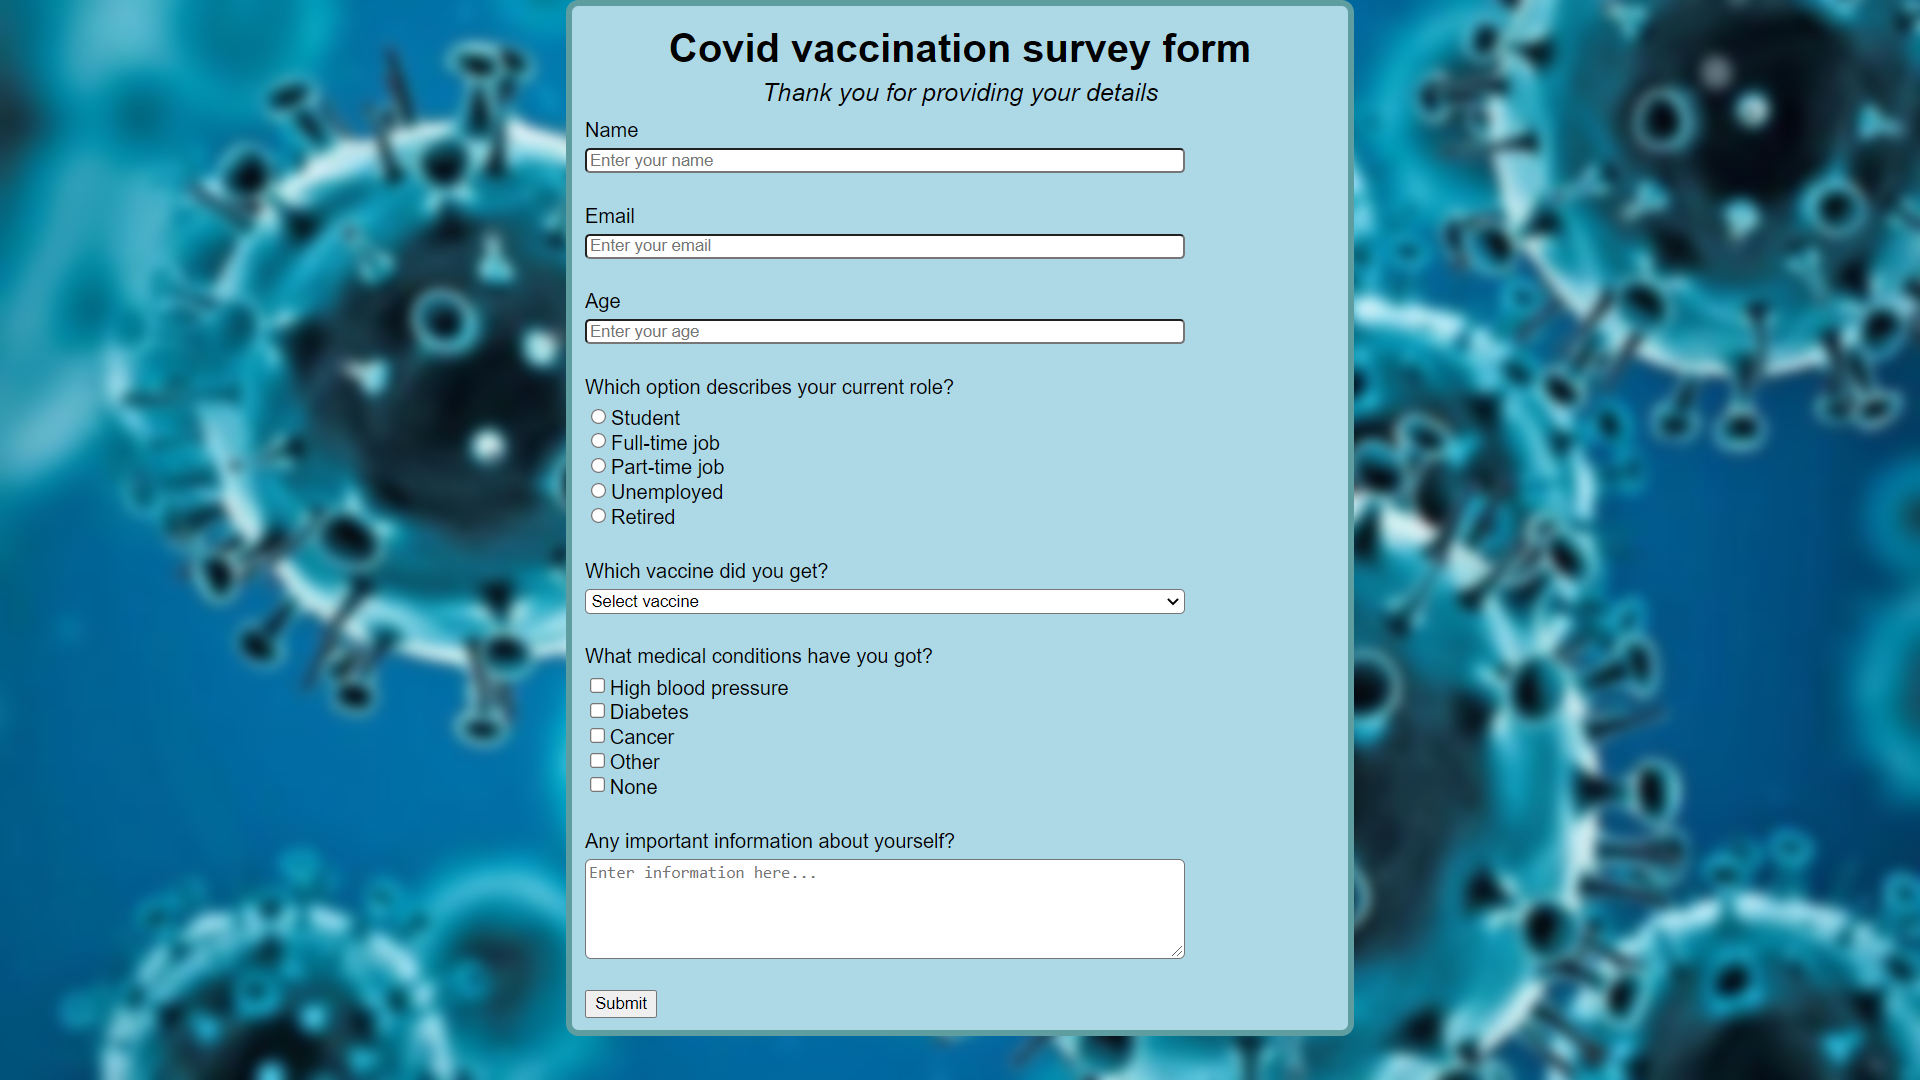 Covid vaccination survey form
Thank you for providing your details
Name
Enter your name
Email
Enter your email
Age
Enter your age
Which option describes your current role?
Student
Full-time job
Part-time job
Unemployed
Retired
Which vaccine did you get?
Select vaccine
What medical conditions have you got?
High blood pressure
Diabetes
Cancer
Other
None
Any important information about yourself?
Enter information here...
Submit